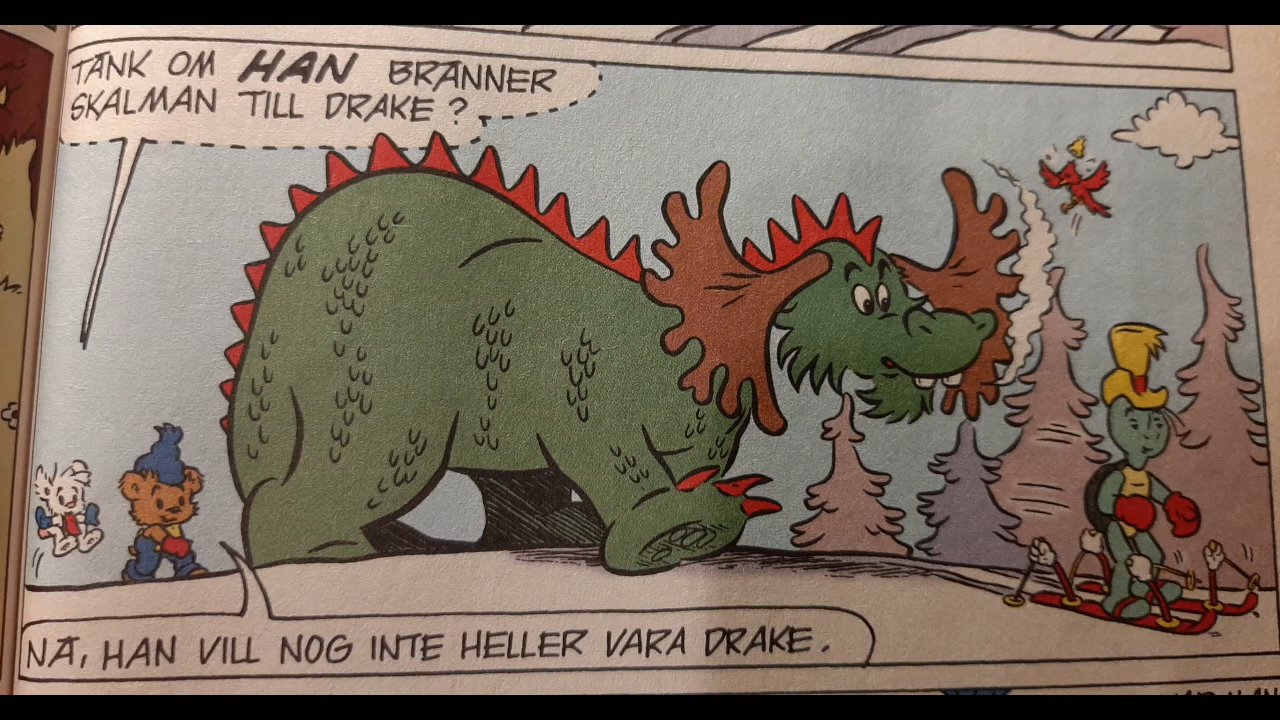 TÄNK OM HAN BRÄNNER
SKALMAN TILL DRAKE?
NÄ, HAN VILL NOG INTE HELLER VARA DRAKE.